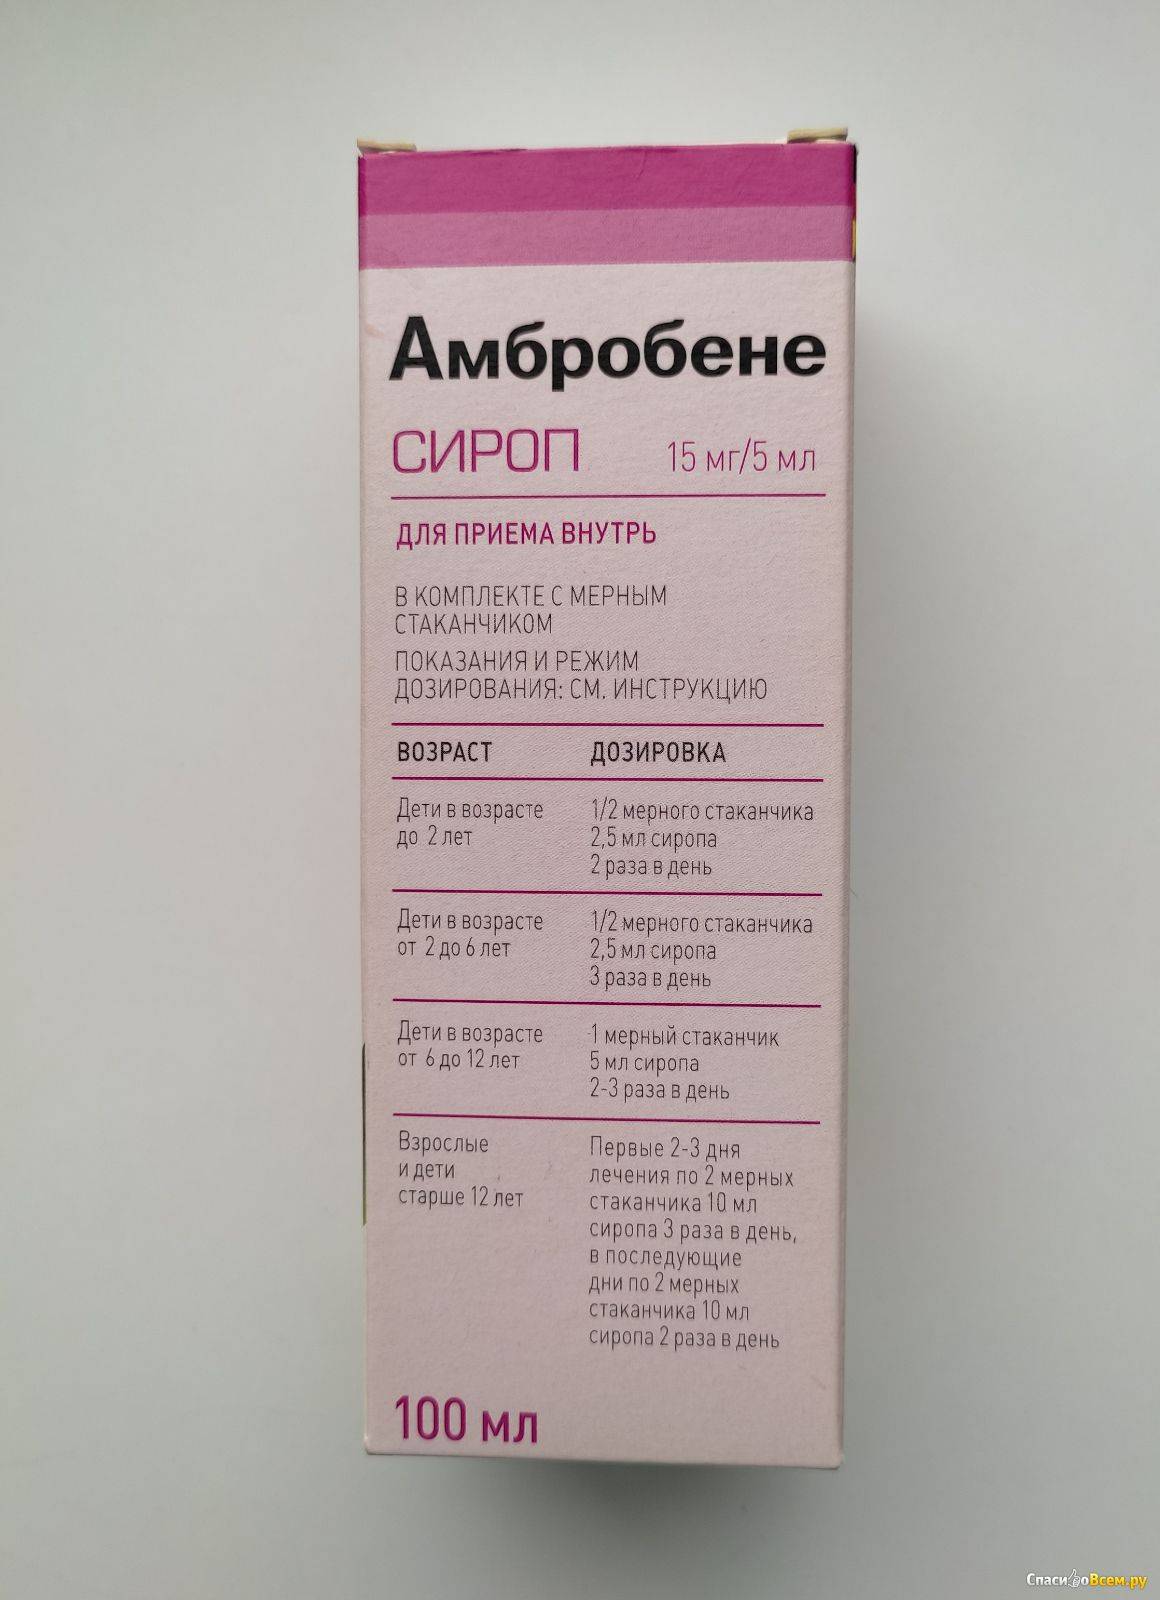 Амбробене
СИРОП 15 мг/5 мл
ДЛЯ ПРИЕМА ВНУТРЬ
В КОМПЛЕКТЕ С МЕРНЫМ
СТАКАНЧИКОМ
ПОКАЗАНИЯ И РЕЖИМ
ДОЗИРОВАНИЯ: СМ. ИНСТРУКЦИЮ
ВОЗРАСТ ДОЗИРОВКА
Дети в возрасте 1/2 мерного стаканчика
до 2 лет 2,5 мл сиропа
2 раза в день
Дети в возрасте 1/2 мерного стаканчика
от 2 до 6 лет 2,5 мл сиропа
3 раза в день
Дети в возрасте 1 мерный стаканчик
от 6 до 12 лет 5 мл сиропа
2-3 раза в день
Взрослые Первые 2-3 дня
и дети лечения по 2 мерных
старше 12 лет стаканчика 10 мл
сиропа 3 раза в день,
в последующие
дни по 2 мерных
стаканчика 10 мл
сиропа 2 раза в день
100 мл
СпасибоВсем.ру